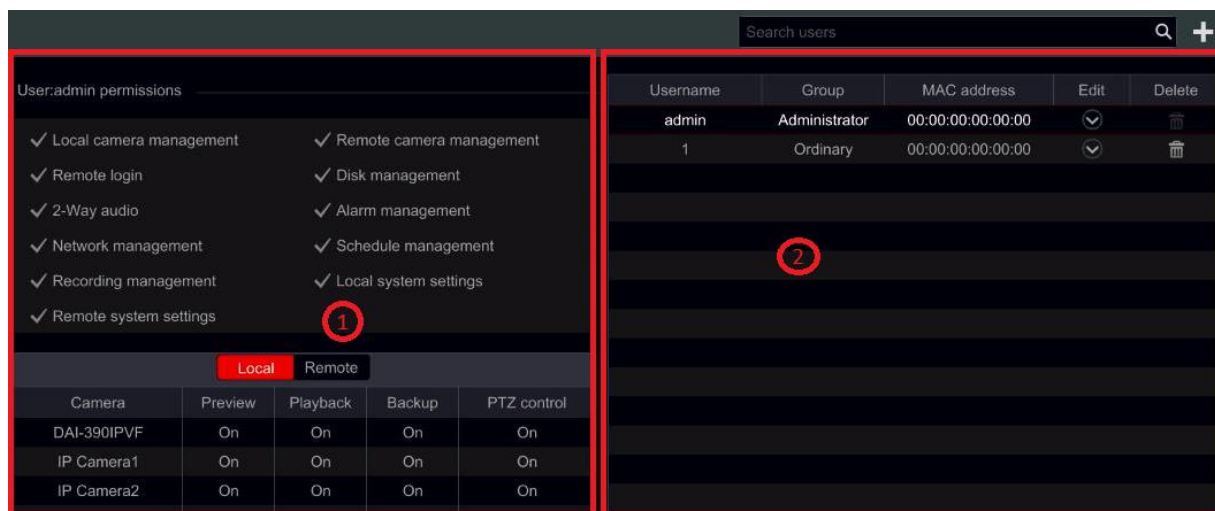 Search users
User:admin permissions
Local camera management
Remote camera management
Remote login
Disk management
2-Way audio
Alarm management
Network management
Schedule management
Recording management
Local system settings
Remote system settings
1
Local Remote
Camera Preview Playback Backup PTZ control
DAI-390IPVF On On On On
IP Camera1 On On On On
IP Camera2 On On On On
Username Group MAC address Edit Delete
admin Administrator 00:00:00:00:00:00
1 Ordinary 00:00:00:00:00:00
2